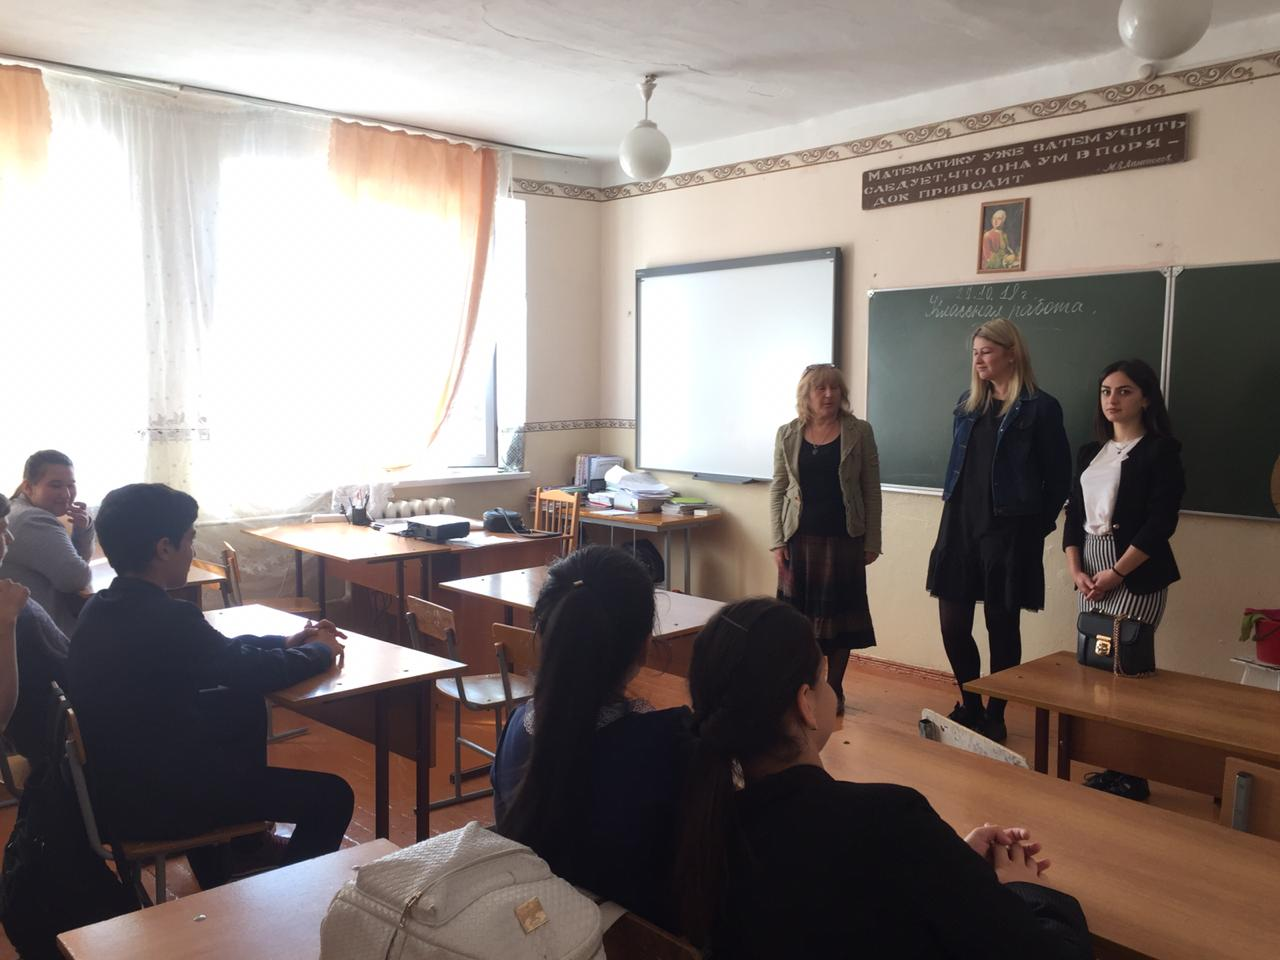 МАТЕМАТИКУ УЖЕ ЗАТЕМ УЧИТЬ
СЛЕДУЕТ, ЧТО ОНА УМ В ПОРЯ –
ДОК ПРИВОДИТ
Классная работа.